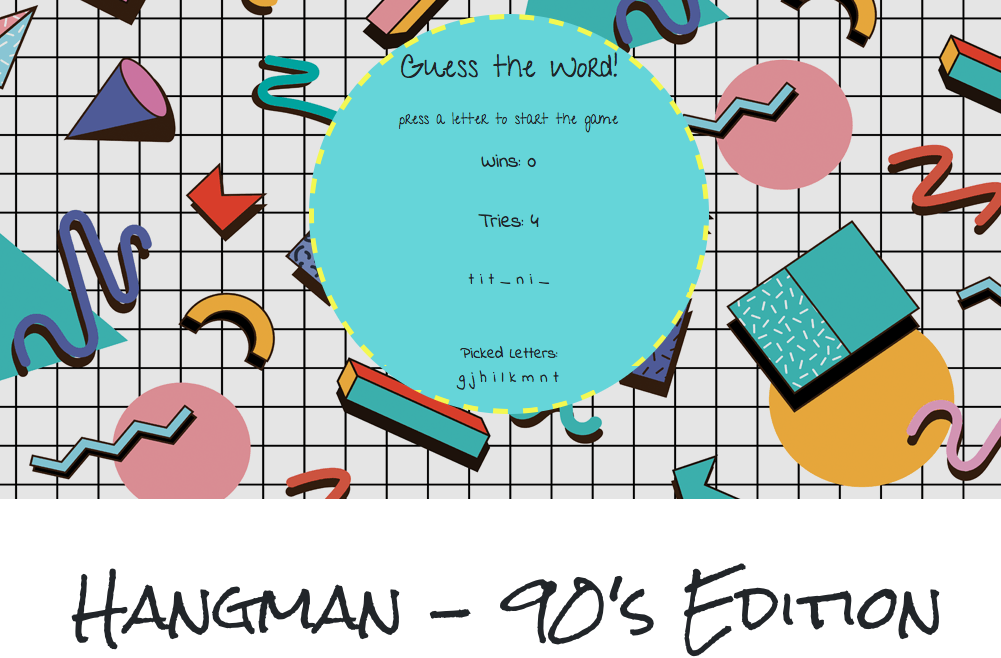 Guess the Word!
press a letter to start the game
Wins: 0
Tries: 4
t i t _ n i _
Picked Letters:
g j h i l k m n t
Hangman - 90's Edition